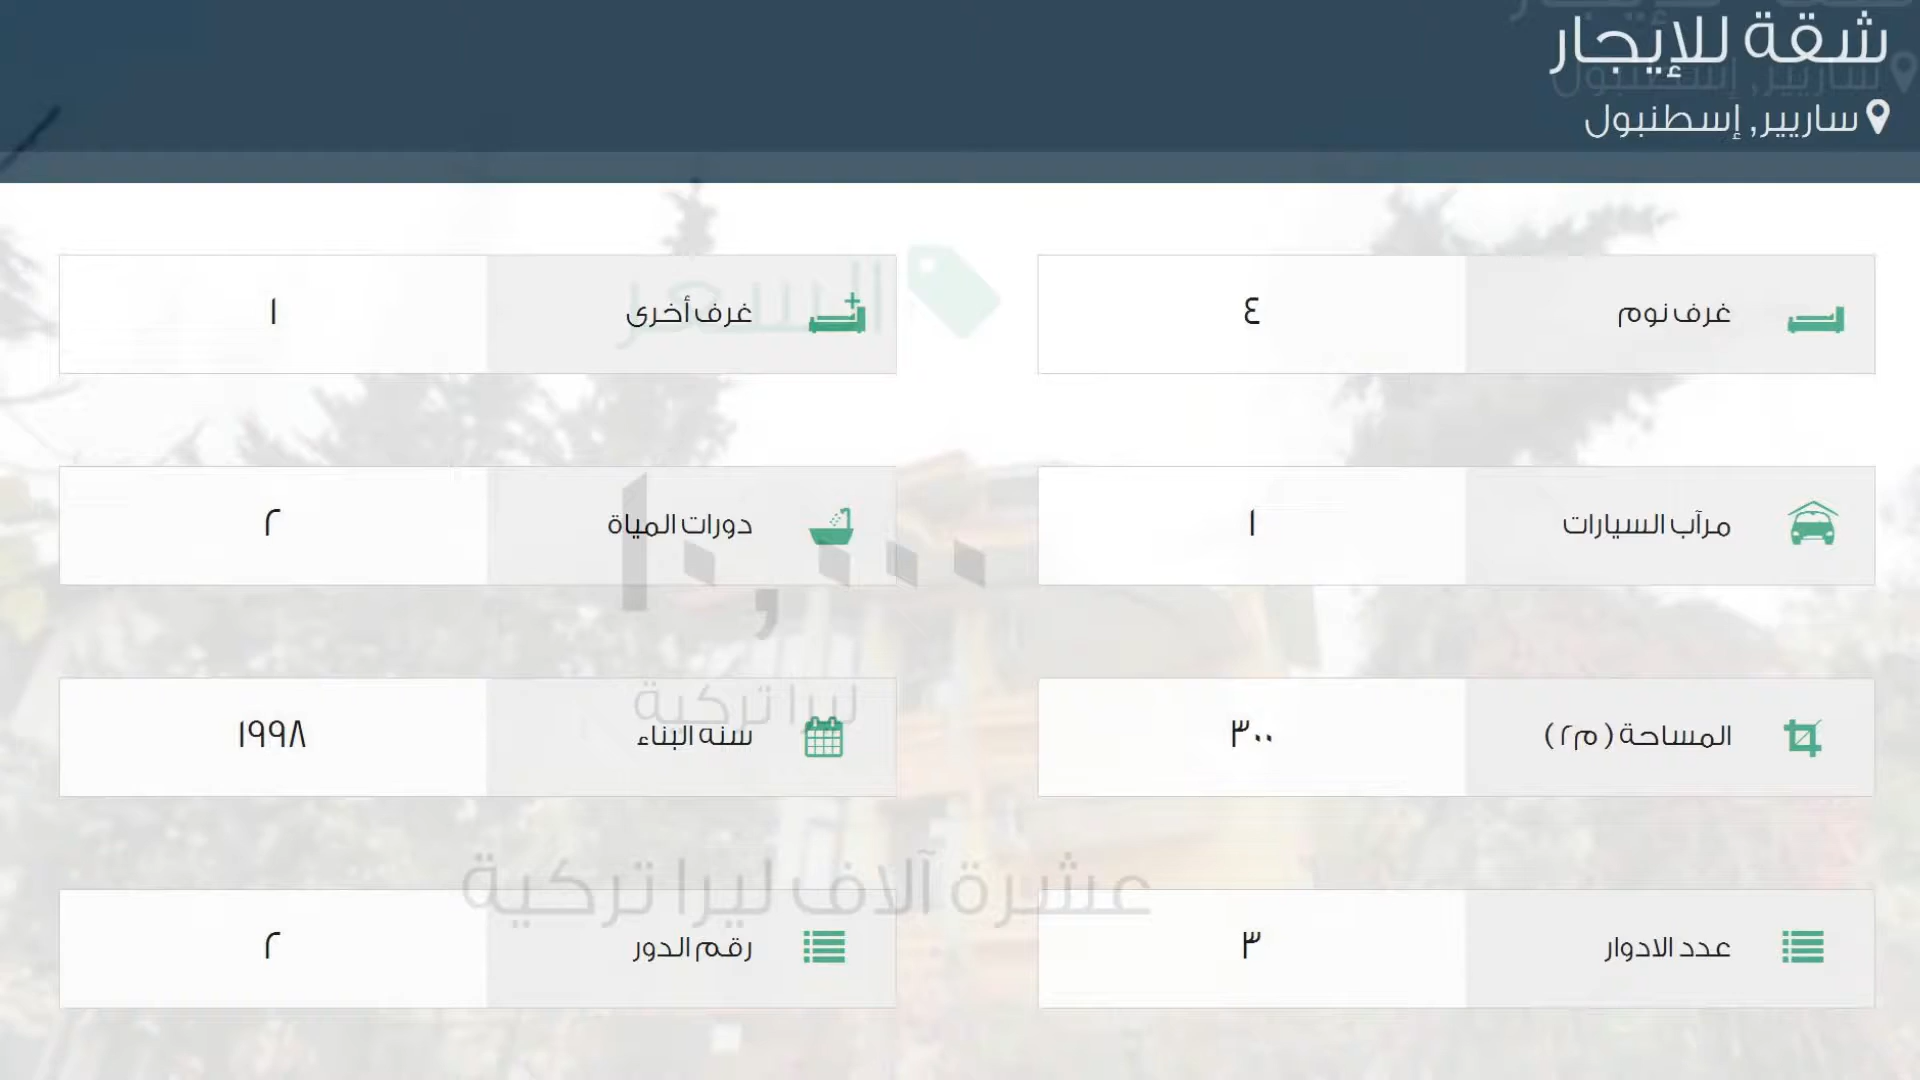 شقة للإيجار
ساريير, إسطنبول
غرف نوم
٤
غرف أخرى
١
مرآب السيارات
١
دورات المياة
٢
المساحة ( م٢ )
٣٠٠
سنه البناء
١٩٩٨
عدد الادوار
٣
رقم الدور
٢
السعر
١٠,٠٠٠
ليرا تركية
عشرة آلاف ليرا تركية